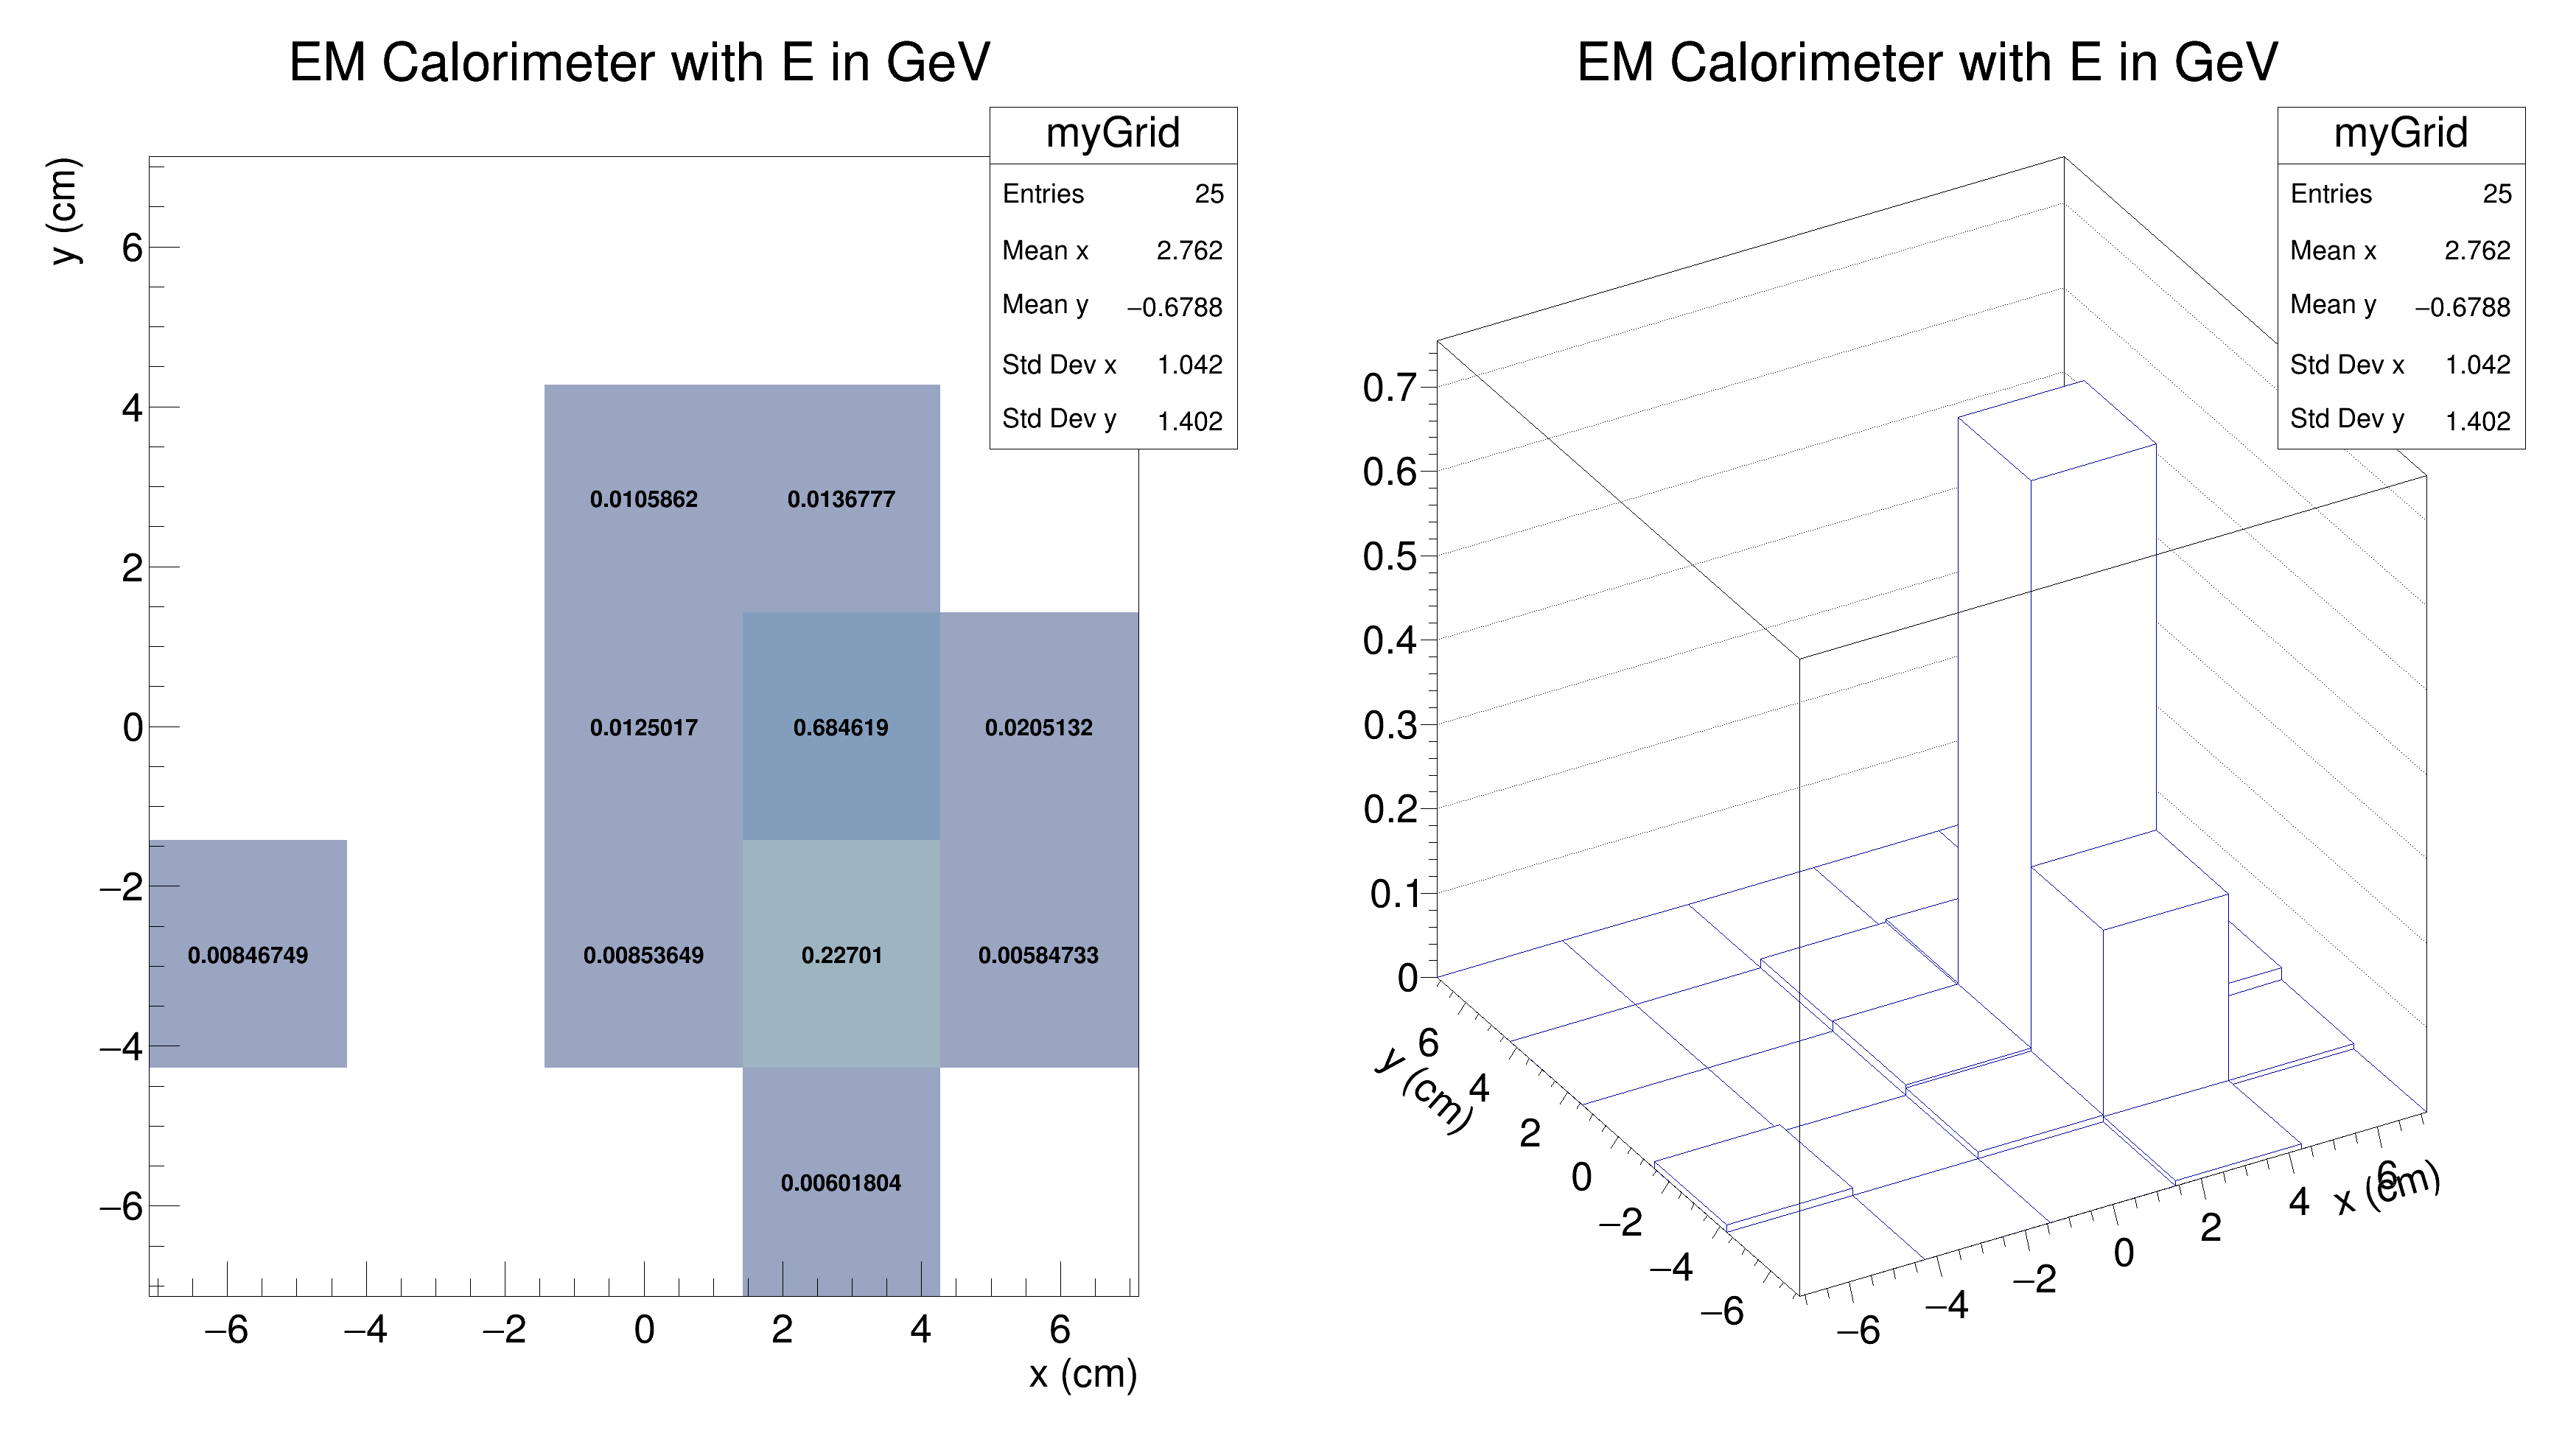 EM Calorimeter with E in GeV
myGrid
Entries 25
Mean x 2.762
Mean y −0.6788
Std Dev x 1.042
Std Dev y 1.402
y (cm)
6
4
2
0
−2
−4
−6
0.0105862 0.0136777
0.0125017 0.684619 0.0205132
0.00846749 0.00853649 0.22701 0.00584733
0.00601804
−6 −4 −2 0 2 4 6
x (cm)
EM Calorimeter with E in GeV
myGrid
Entries 25
Mean x 2.762
Mean y −0.6788
Std Dev x 1.042
Std Dev y 1.402
0.7
0.6
0.5
0.4
0.3
0.2
0.1
0
6
4
2
0
−2
−4
−6
y (cm)
−6
−4
−2
0
2
4
6
x (cm)